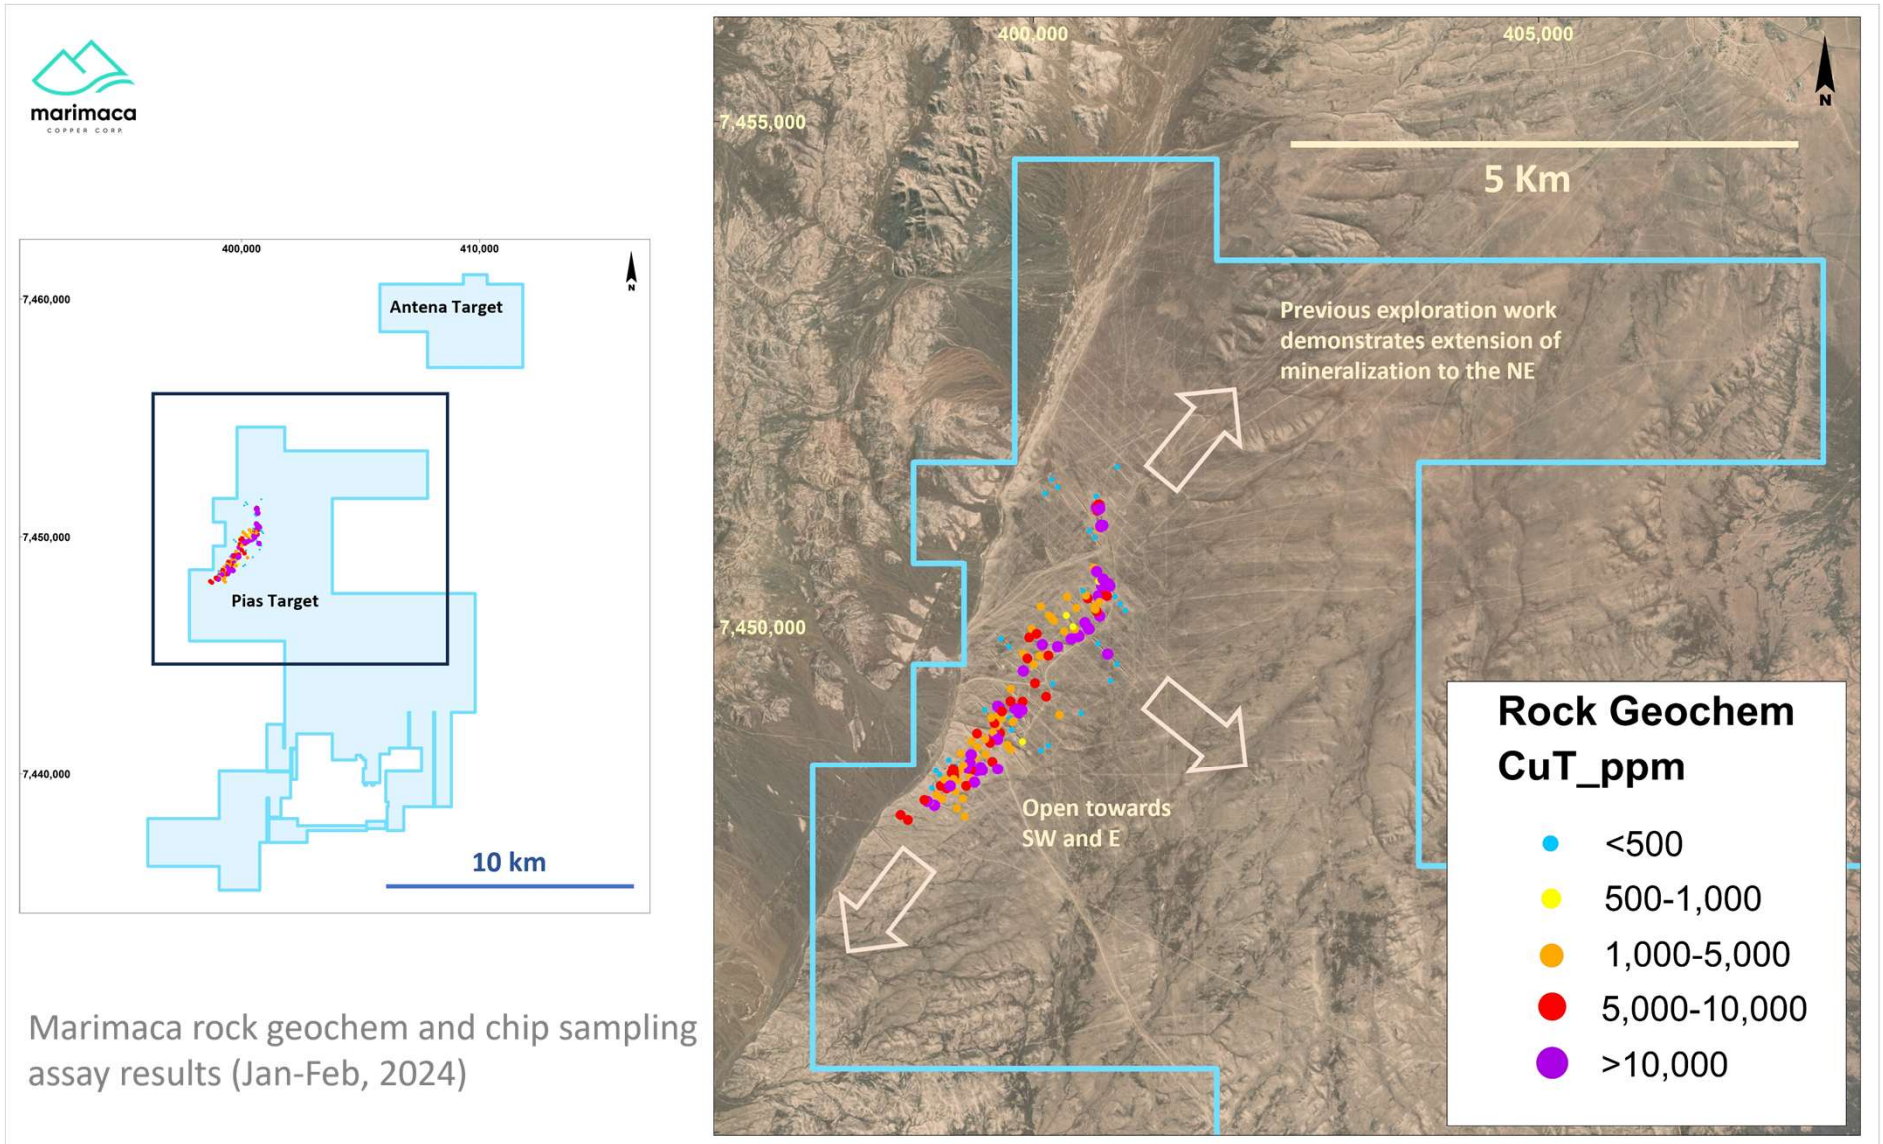 marimaca
COPPER CORP.
400,000
410,000
N
7,460,000
7,450,000
7,440,000
Antena Target
Pias Target
10 km
Marimaca rock geochem and chip sampling
assay results (Jan-Feb, 2024)
400,000
405,000
N
7,455,000
7,450,000
5 Km
Previous exploration work
demonstrates extension of
mineralization to the NE
Open towards
SW and E
Rock Geochem
CuT_ppm
<500
500-1,000
1,000-5,000
5,000-10,000
>10,000